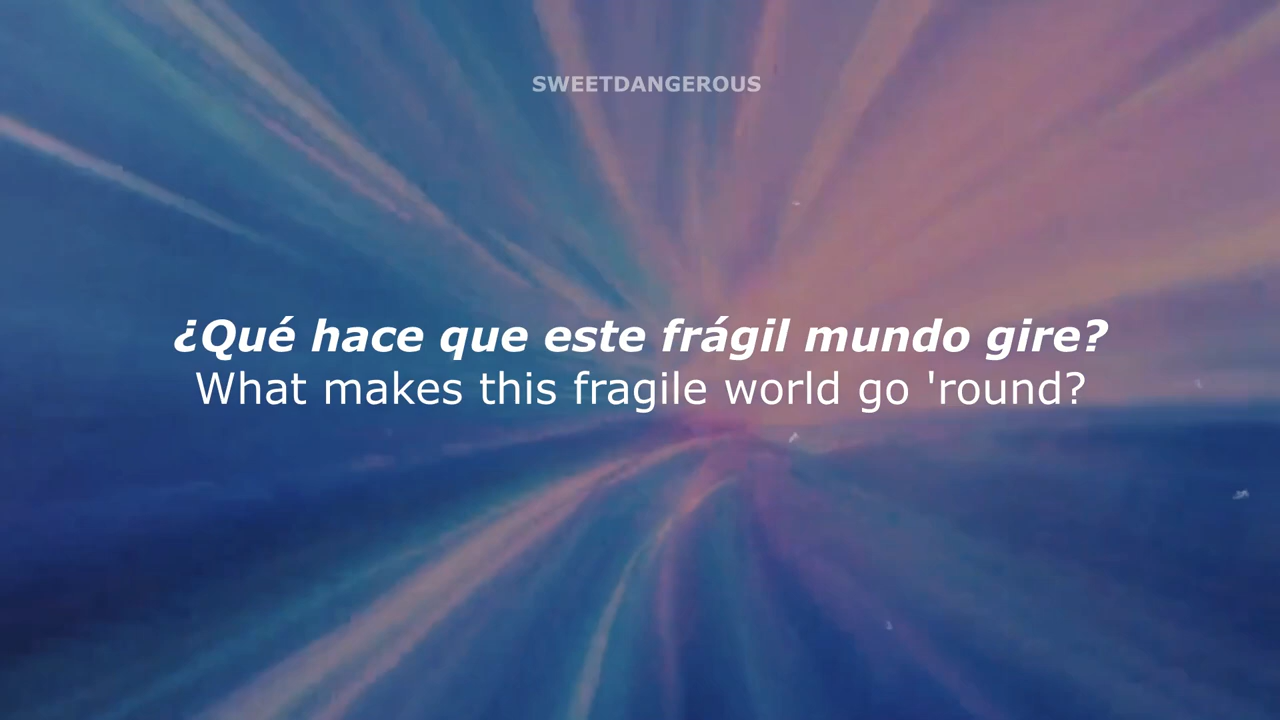 SWEETDANGEROUS
¿Qué hace que este frágil mundo gire?
What makes this fragile world go 'round?